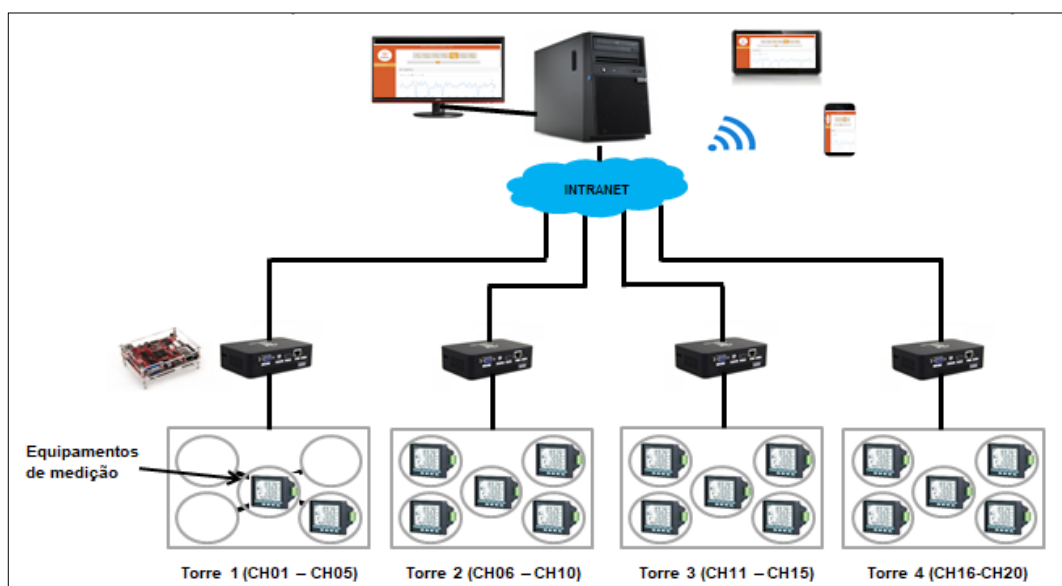 INTRANET
Equipamentos
de medição
Torre 1 (CH01 – CH05)
Torre 2 (CH06 – CH10)
Torre 3 (CH11 – CH15)
Torre 4 (CH16-CH20)